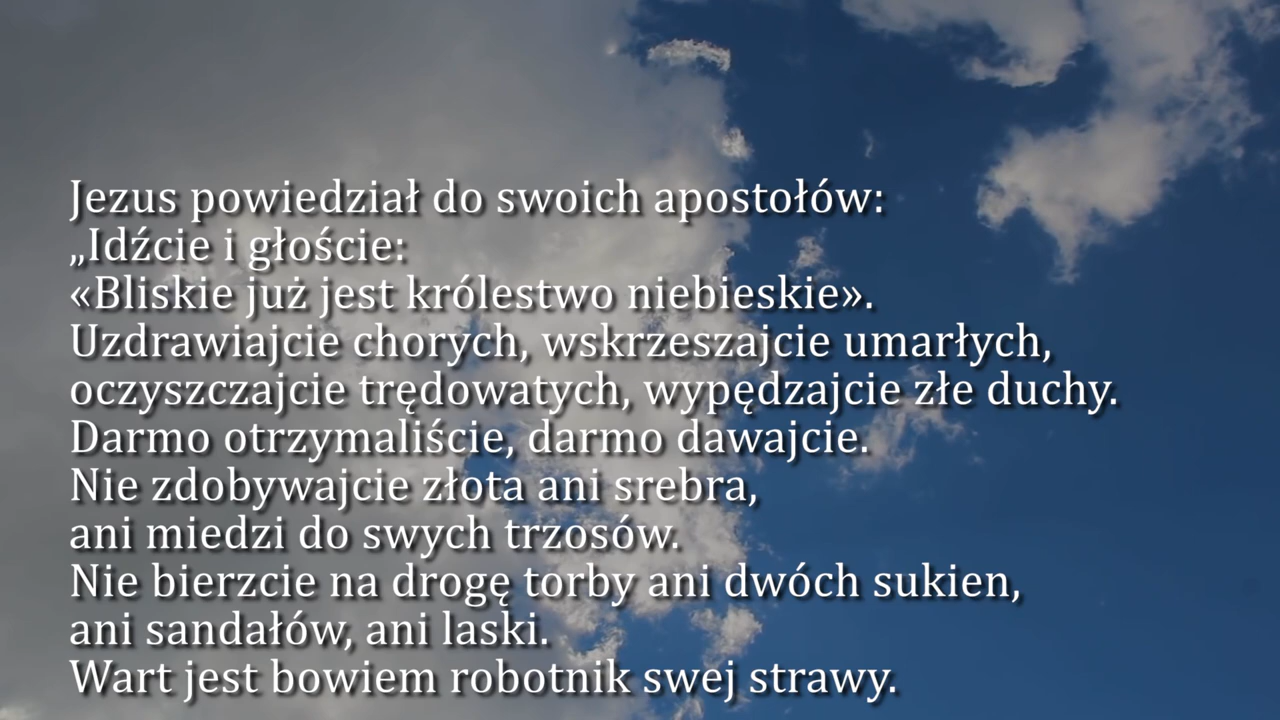 Jezus powiedział do swoich apostołów:
„Idźcie i głoście:
«Bliskie już jest królestwo niebieskie».
Uzdrawiajcie chorych, wskrzeszajcie umarłych,
oczyszczajcie trędowatych, wypędzajcie złe duchy.
Darmo otrzymaliście, darmo dawajcie.
Nie zdobywajcie złota ani srebra,
ani miedzi do swych trzosów.
Nie bierzcie na drogę torby ani dwóch sukien,
ani sandałów, ani laski.
Wart jest bowiem robotnik swej strawy.